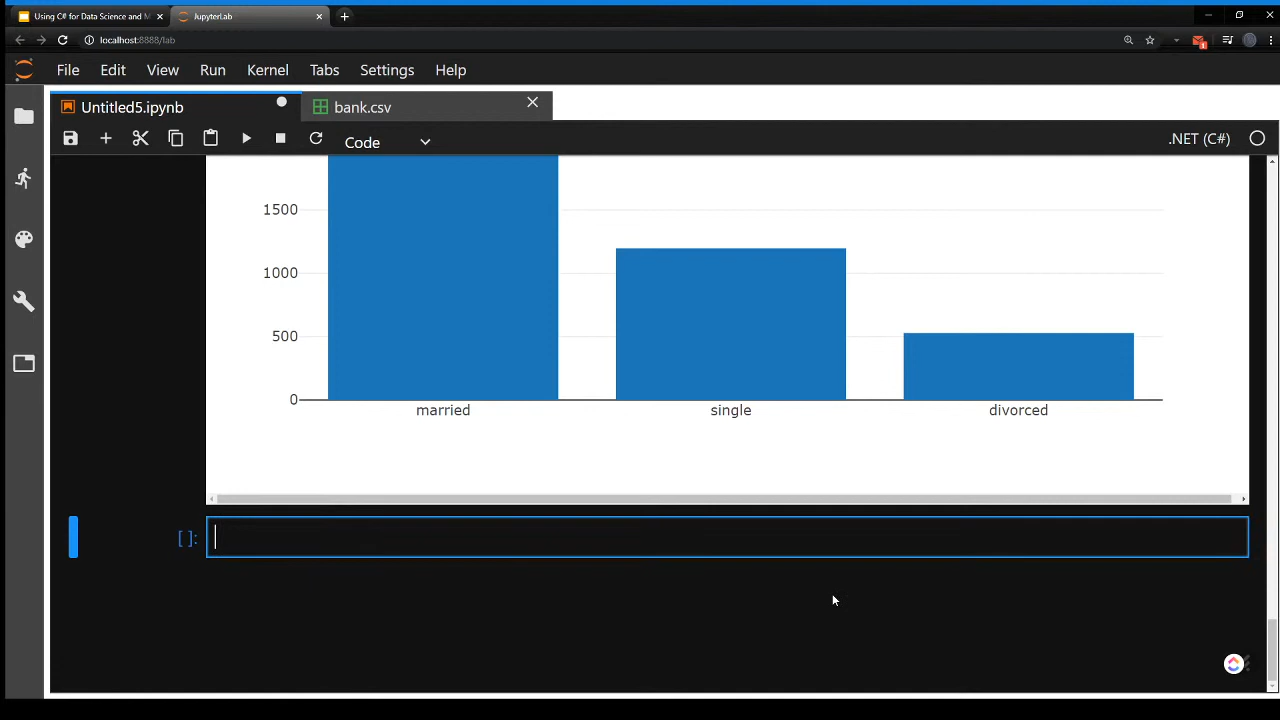 Using C# for Data Science and M
JupyterLab
localhost:8888/lab
1
File Edit View Run Kernel Tabs Settings Help
Untitled5.ipynb
bank.csv
Code
.NET (C#)
1500
1000
500
0
married single divorced
[ ]: